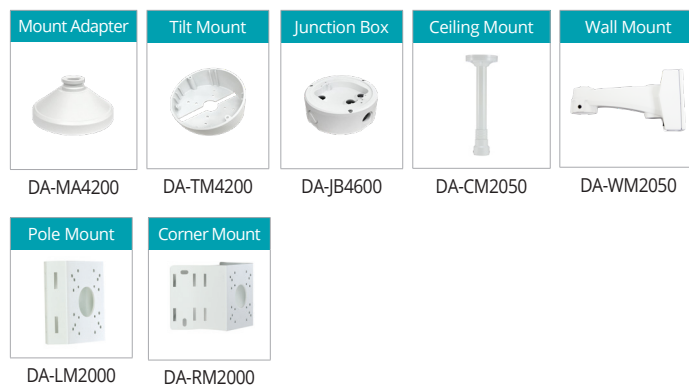 Mount Adapter
Tilt Mount
Junction Box
Ceiling Mount
Wall Mount
DA-MA4200
DA-TM4200
DA-JB4600
DA-CM2050
DA-WM2050
Pole Mount
Corner Mount
DA-LM2000
DA-RM2000